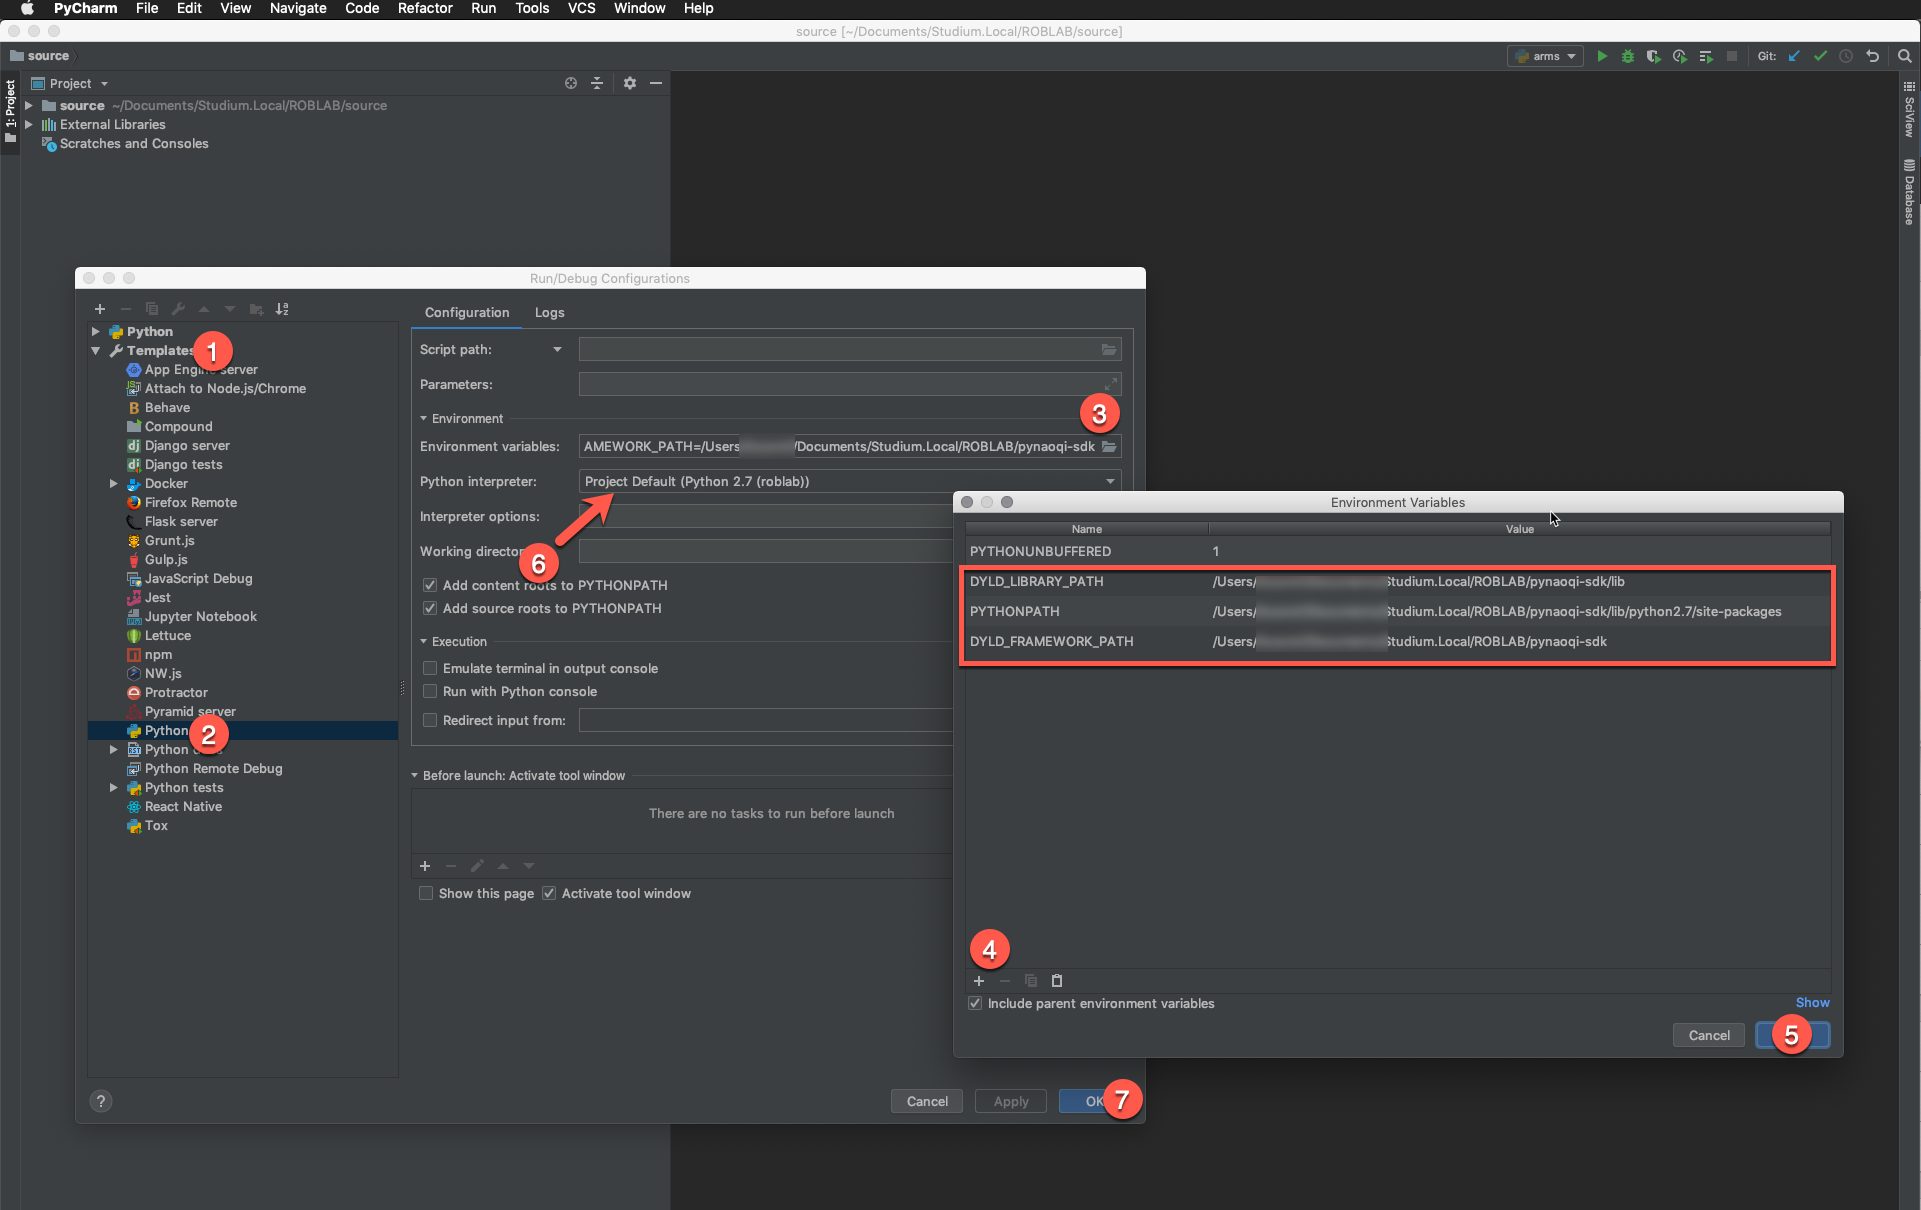 PyCharm File Edit View Navigate Code Refactor Run Tools VCS Window Help
source [~/Documents/Studium.Local/ROBLAB/source]
source
arms
Git:
1: Project
Project
source ~/Documents/Studium.Local/ROBLAB/source
External Libraries
Scratches and Consoles
SciView
Database
Run/Debug Configurations
Python
Templates
1
App Engine server
Attach to Node.js/Chrome
Behave
Compound
Django server
Django tests
Docker
Firefox Remote
Flask server
Grunt.js
Gulp.js
JavaScript Debug
Jest
Jupyter Notebook
Lettuce
npm
NW.js
Protractor
Pyramid server
Python
2
Python
Python Remote Debug
Python tests
React Native
Tox
Configuration Logs
Script path:
Parameters:
3
Environment
Environment variables: AMEWORK_PATH=/Users /Documents/Studium.Local/ROBLAB/pynaoqi-sdk
Python interpreter: Project Default (Python 2.7 (roblab))
Interpreter options:
Working director
6
Add content roots to PYTHONPATH
Add source roots to PYTHONPATH
Execution
Emulate terminal in output console
Run with Python console
Redirect input from:
Before launch: Activate tool window
There are no tasks to run before launch
Show this page Activate tool window
? Cancel Apply OK 7
Environment Variables
Name Value
PYTHONUNBUFFERED 1
DYLD_LIBRARY_PATH /Users/ Studium.Local/ROBLAB/pynaoqi-sdk/lib
PYTHONPATH /Users/ Studium.Local/ROBLAB/pynaoqi-sdk/lib/python2.7/site-packages
DYLD_FRAMEWORK_PATH /Users/ Studium.Local/ROBLAB/pynaoqi-sdk
4
Include parent environment variables Show
Cancel 5